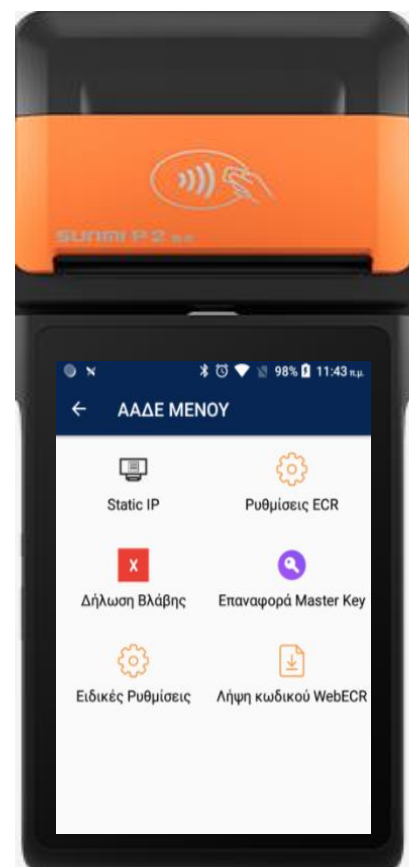 SUNMI P2
98% 11:43 π.μ.
ΑΑΔΕ ΜΕΝΟΥ
Static IP
Ρυθμίσεις ECR
X
Δήλωση Βλάβης
Επαναφορά Master Key
Ειδικές Ρυθμίσεις
Λήψη κωδικού WebECR